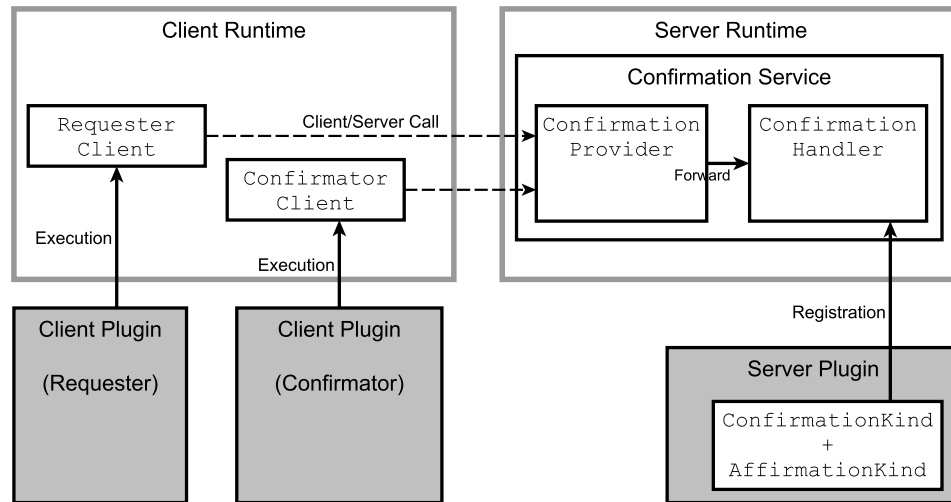 Client Runtime
Server Runtime
Confirmation Service
Requester
Client
Client/Server Call
Confirmation
Provider
Confirmation
Handler
Forward
Confirmator
Client
Execution
Execution
Registration
Client Plugin
(Requester)
Client Plugin
(Confirmator)
Server Plugin
ConfirmationKind
+
AffirmationKind